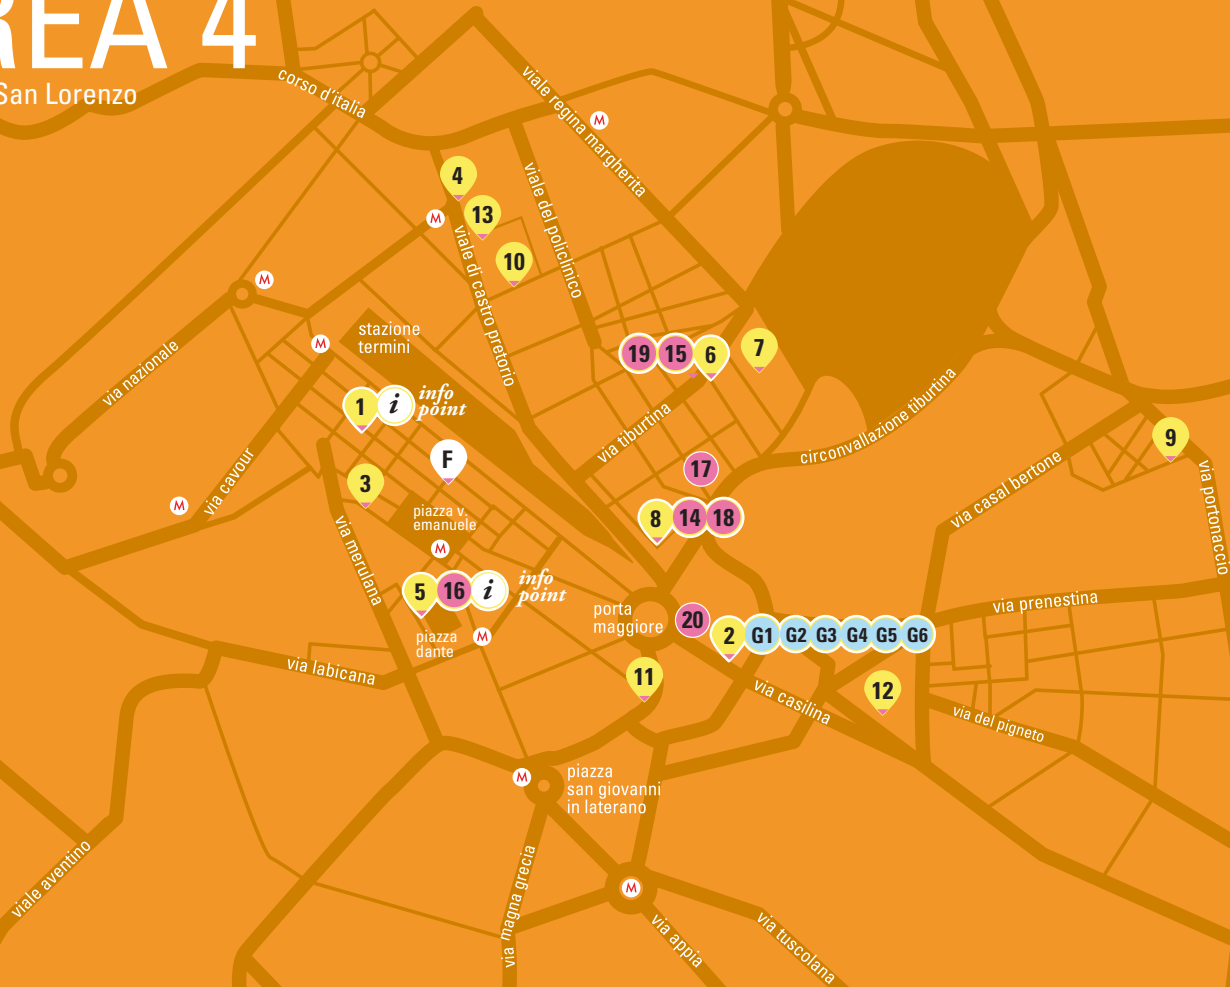 REA 4
San Lorenzo
corso d'italia
viale regina margherita
M
4
13
10
M
viale del policlinico
viale di castro pretorio
M
stazione
termini
M
via nazionale
19 15 6
7
1 i info
point
circonvallazione tiburtina
via tiburtina
9
F
17
3
via cavour
M
piazza v.
emanuele
via casal bertone
via portonaccio
8 14 18
M
via merulana
5 16 i info
point
porta
maggiore
20
2 G1 G2 G3 G4 G5 G6
via prenestina
piazza
dante
M
via labicana
11
12
via casilina
via del pigneto
M
piazza
san giovanni
in laterano
viale aventino
via magna grecia
M
via appia
via tuscolana